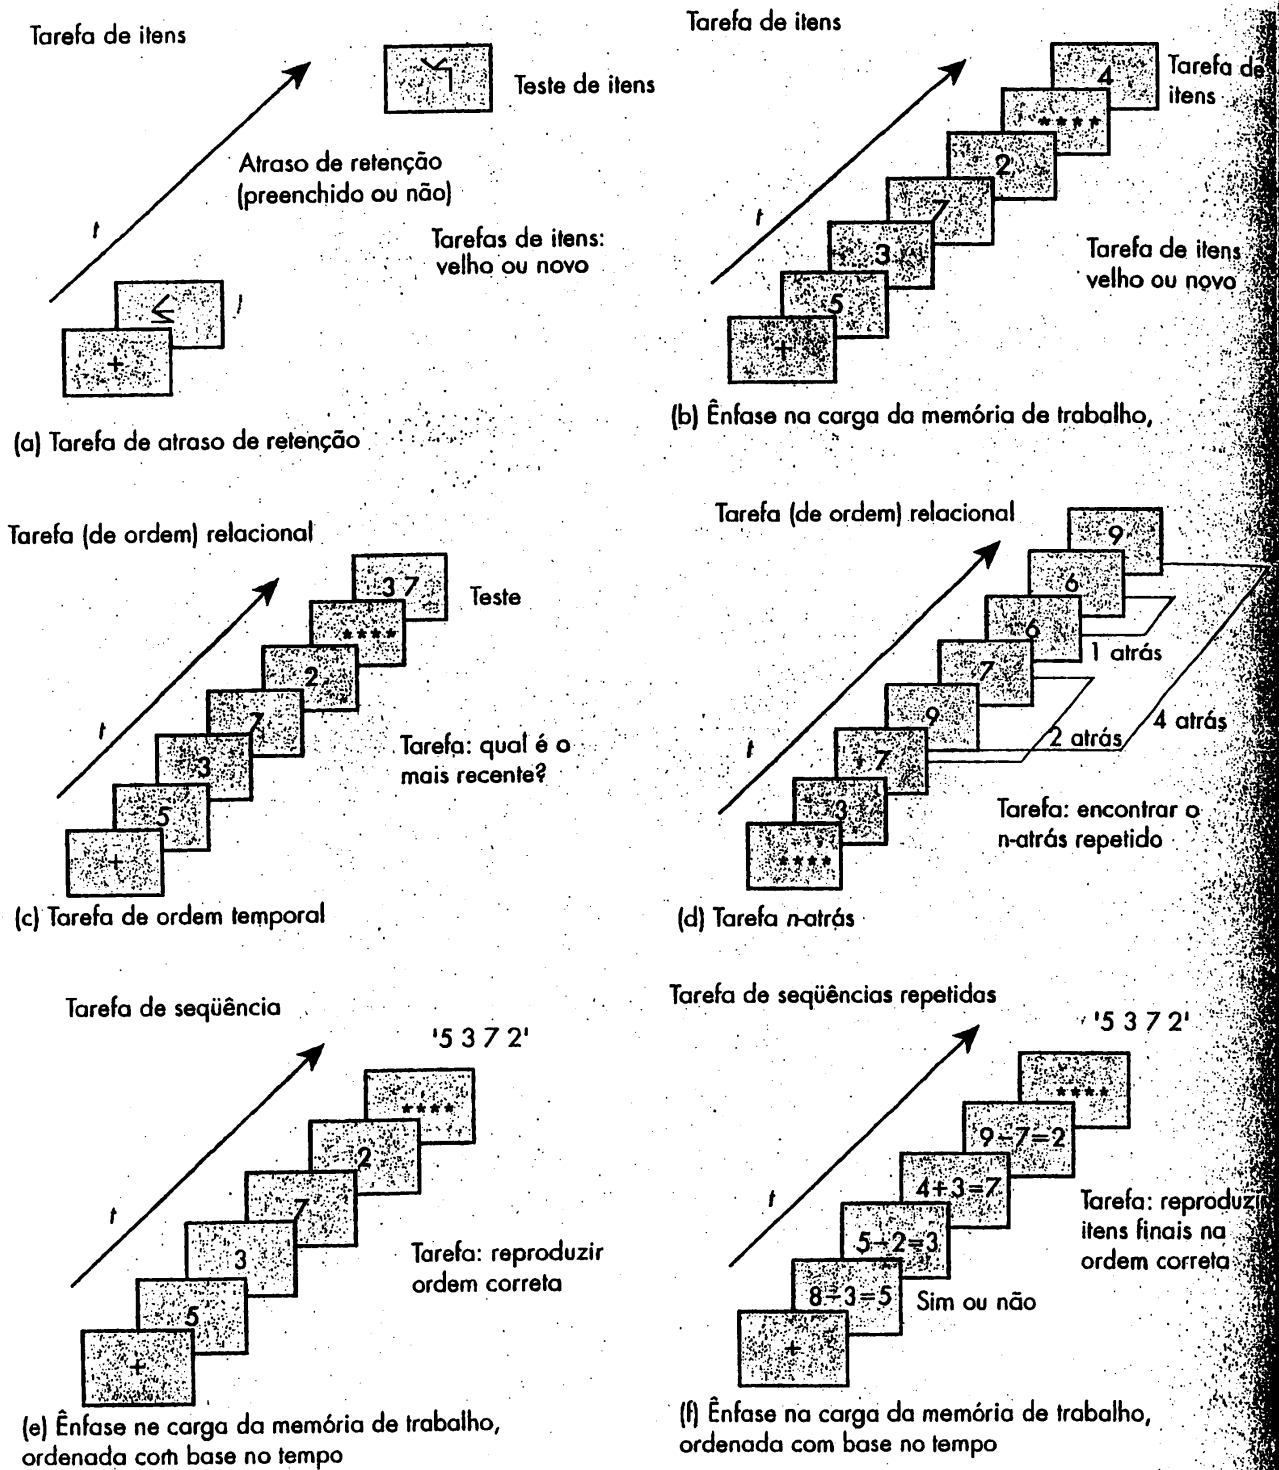 Tarefa de itens
Teste de itens
Atraso de retenção
(preenchido ou não)
t
Tarefas de itens:
velho ou novo
≤
+
(a) Tarefa de atraso de retenção
Tarefa de itens
4
Tarefa de
itens
****
2
7
t
3
Tarefa de itens
velho ou novo
5
+
(b) Ênfase na carga da memória de trabalho,
Tarefa (de ordem) relacional
3 7
Teste
****
2
7
t
3
Tarefa: qual é o
mais recente?
5
+
(c) Tarefa de ordem temporal
Tarefa (de ordem) relacional
9
6
6
1 atrás
7
9
4 atrás
2 atrás
t
7
3
Tarefa: encontrar o
n-atrás repetido
****
(d) Tarefa n-atrás
Tarefa de seqüência
'5 3 7 2'
****
2
7
t
3
Tarefa: reproduzir
ordem correta
5
+
(e) Ênfase ne carga da memória de trabalho,
ordenada com base no tempo
Tarefa de seqüências repetidas
'5 3 7 2'
****
9−7=2
4+3=7
t
Tarefa: reproduzir
itens finais na
ordem correta
5−2=3
8−3=5
Sim ou não
+
(f) Ênfase na carga da memória de trabalho,
ordenada com base no tempo